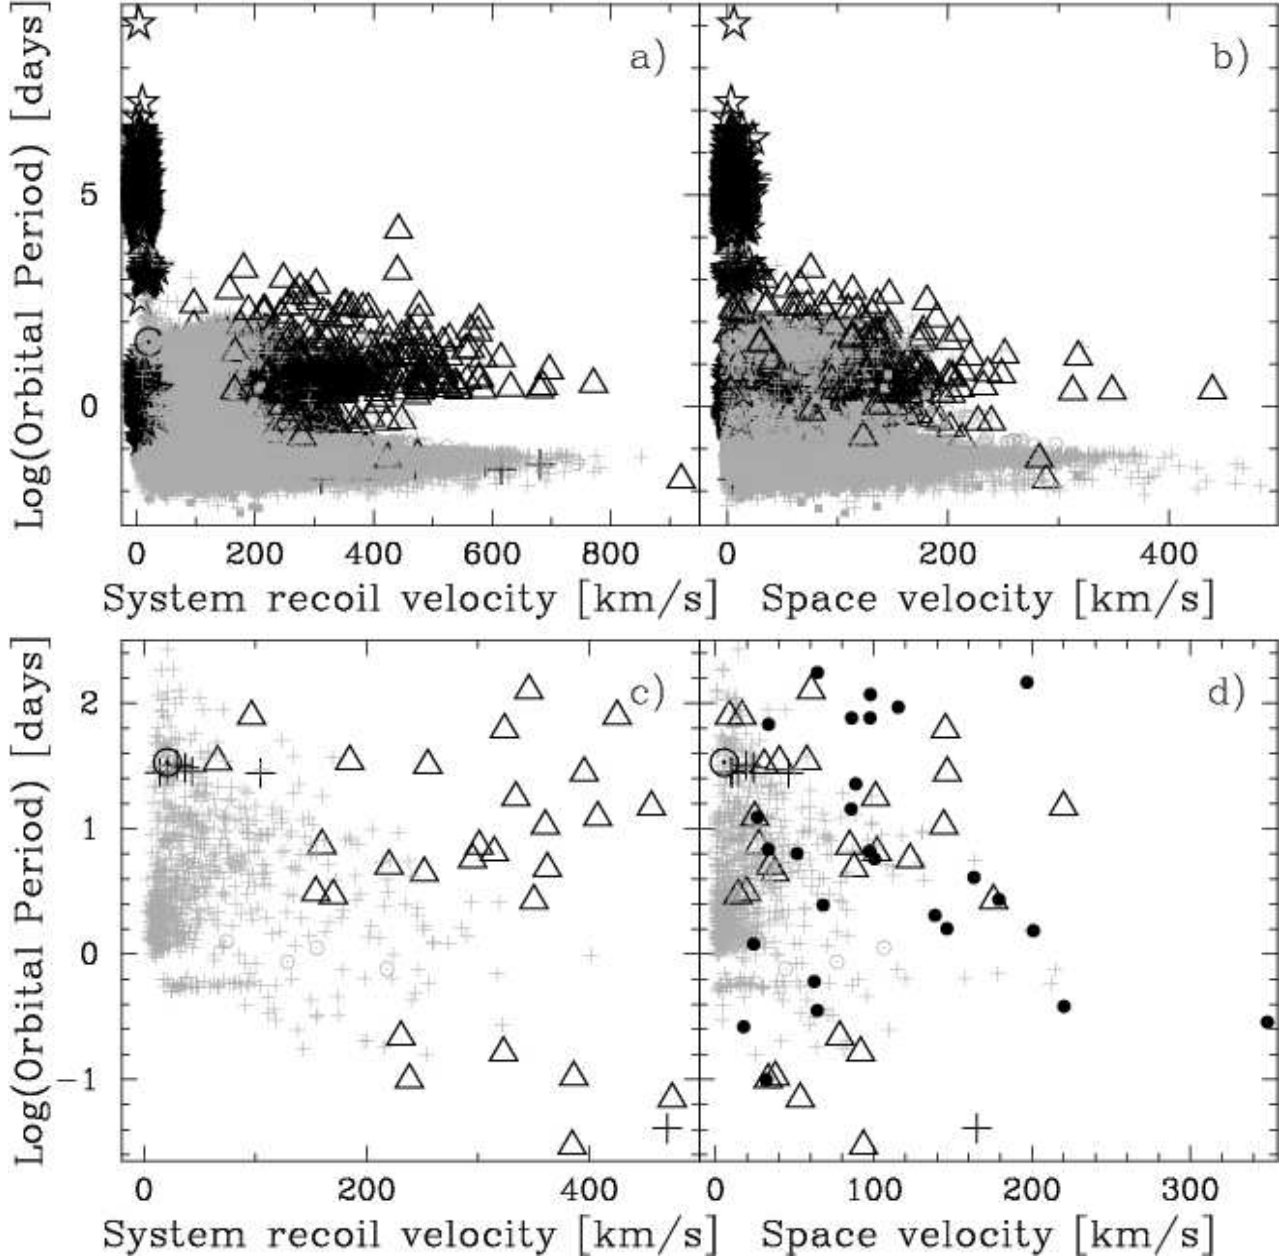 a)
b)
Log(Orbital Period) [days]
5
0
0 200 400 600 800
0 200 400
System recoil velocity [km/s]
Space velocity [km/s]
c)
d)
Log(Orbital Period) [days]
2
1
0
−1
0 200 400
0 100 200 300
System recoil velocity [km/s]
Space velocity [km/s]